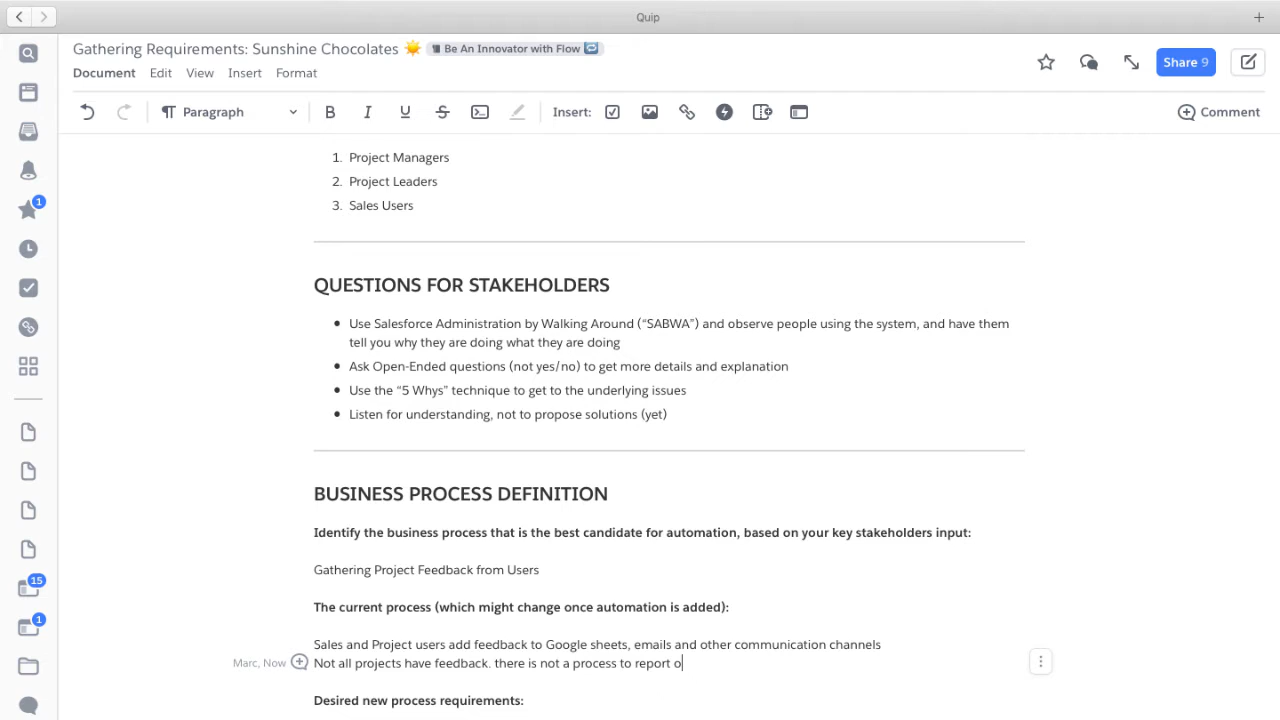 Quip
Gathering Requirements: Sunshine Chocolates
Be An Innovator with Flow
Document Edit View Insert Format
Share 9
Paragraph
B I U S
Insert:
Comment
1. Project Managers
2. Project Leaders
3. Sales Users
QUESTIONS FOR STAKEHOLDERS
• Use Salesforce Administration by Walking Around (“SABWA”) and observe people using the system, and have them
tell you why they are doing what they are doing
• Ask Open-Ended questions (not yes/no) to get more details and explanation
• Use the “5 Whys” technique to get to the underlying issues
• Listen for understanding, not to propose solutions (yet)
BUSINESS PROCESS DEFINITION
Identify the business process that is the best candidate for automation, based on your key stakeholders input:
Gathering Project Feedback from Users
The current process (which might change once automation is added):
Sales and Project users add feedback to Google sheets, emails and other communication channels
Marc, Now
Not all projects have feedback. there is not a process to report o
Desired new process requirements:
1
15
1